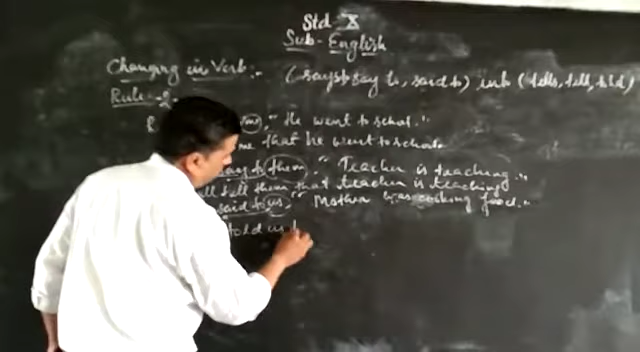 Std - X
Sub - English
Changing in Verb :- (says, say to, said to) into (tells, tell, told)
Rule-2
me, "He went to school."
me that he went to school.
to them. "Teacher is teaching."
tell them that teacher is teaching
said to us, "Mother was cooking food."
told us t